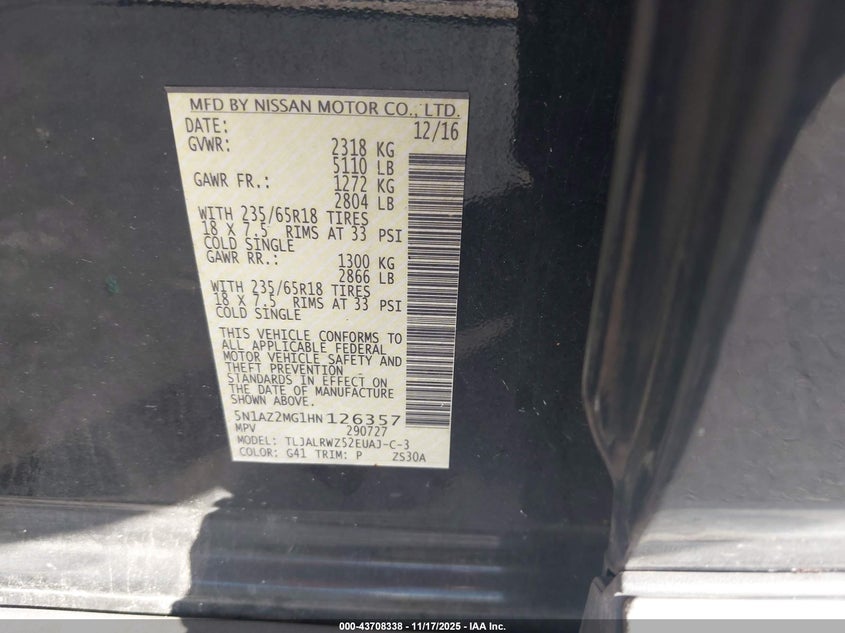 MFD BY NISSAN MOTOR CO., LTD.
DATE: 12/16
GVWR: 2318 KG
5110 LB
GAWR FR.: 1272 KG
2804 LB
WITH 235/65R18 TIRES
18 X 7.5 RIMS AT 33 PSI
COLD SINGLE
GAWR RR.: 1300 KG
2866 LB
WITH 235/65R18 TIRES
18 X 7.5 RIMS AT 33 PSI
COLD SINGLE
THIS VEHICLE CONFORMS TO
ALL APPLICABLE FEDERAL
MOTOR VEHICLE SAFETY AND
THEFT PREVENTION
STANDARDS IN EFFECT ON
THE DATE OF MANUFACTURE
SHOWN ABOVE.
5N1AZ2MG1HN 126357
MPV 290727
MODEL: TLJALRWZ52EUAJ-C-3
COLOR: G41 TRIM: P ZS30A
000-43708338 - 11/17/2025 - IAA Inc.